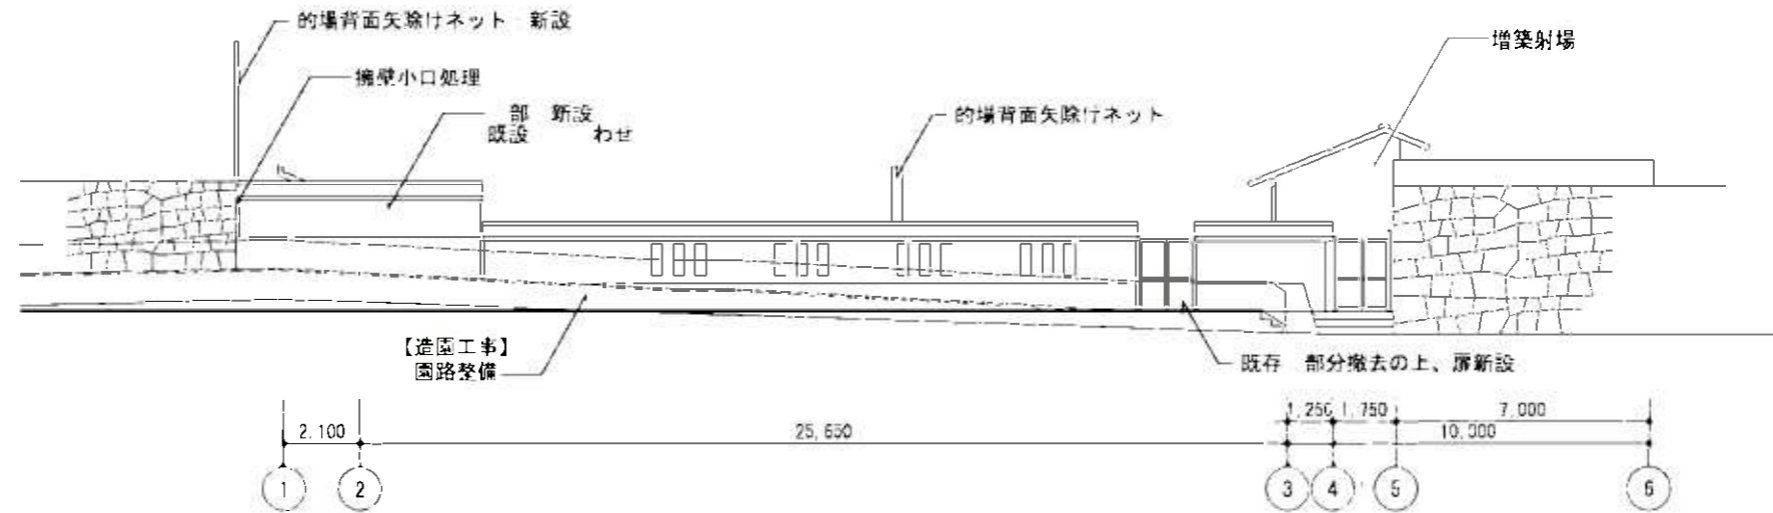 的場背面矢除けネット 新設
擁壁小口処理
部 新設
既設 わせ
的場背面矢除けネット
増築射場
【造園工事】
園路整備
既存 部分撤去の上、扉新設
1,250 1,750 7,000
2,100 25,650 10,000
1 2 3 4 5 6